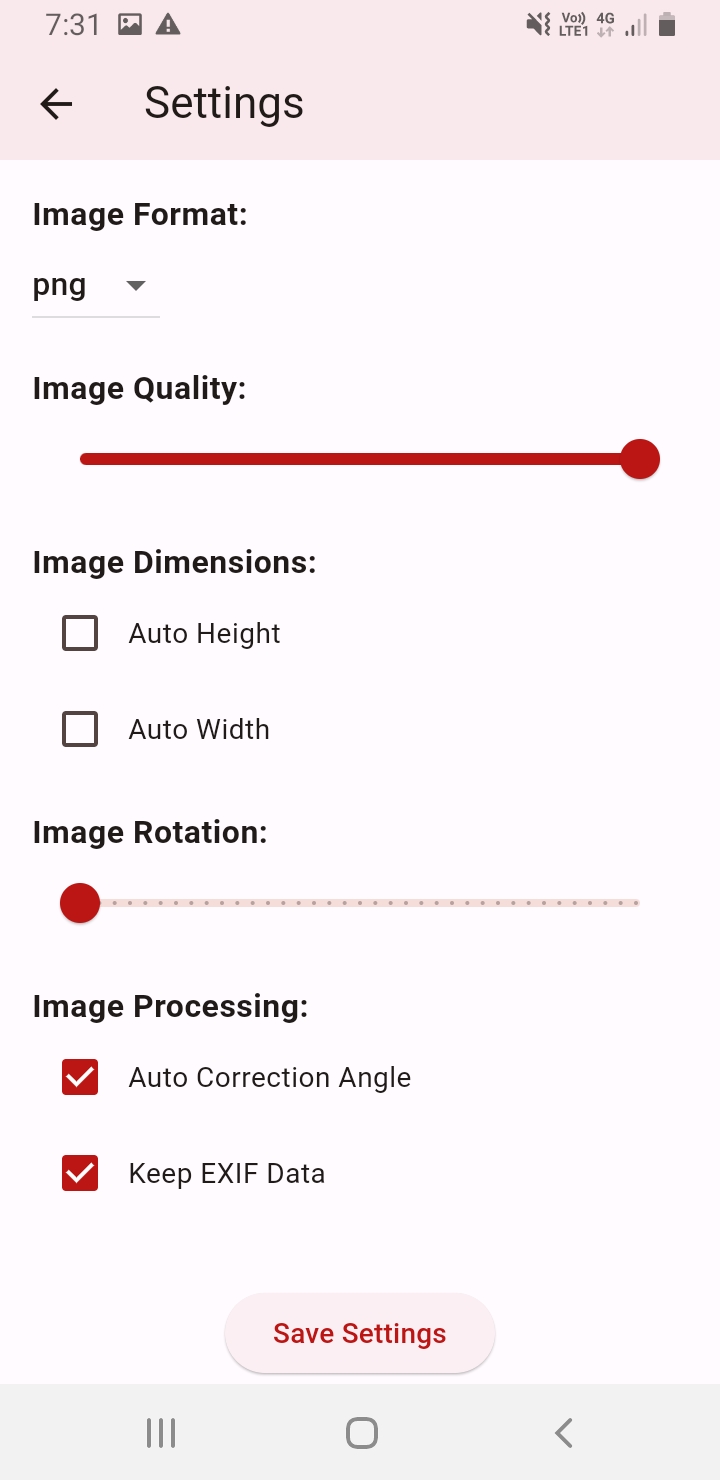 7:31 Vo)) LTE1 4G
Settings
Image Format:
png
Image Quality:
Image Dimensions:
Auto Height
Auto Width
Image Rotation:
Image Processing:
Auto Correction Angle
Keep EXIF Data
Save Settings